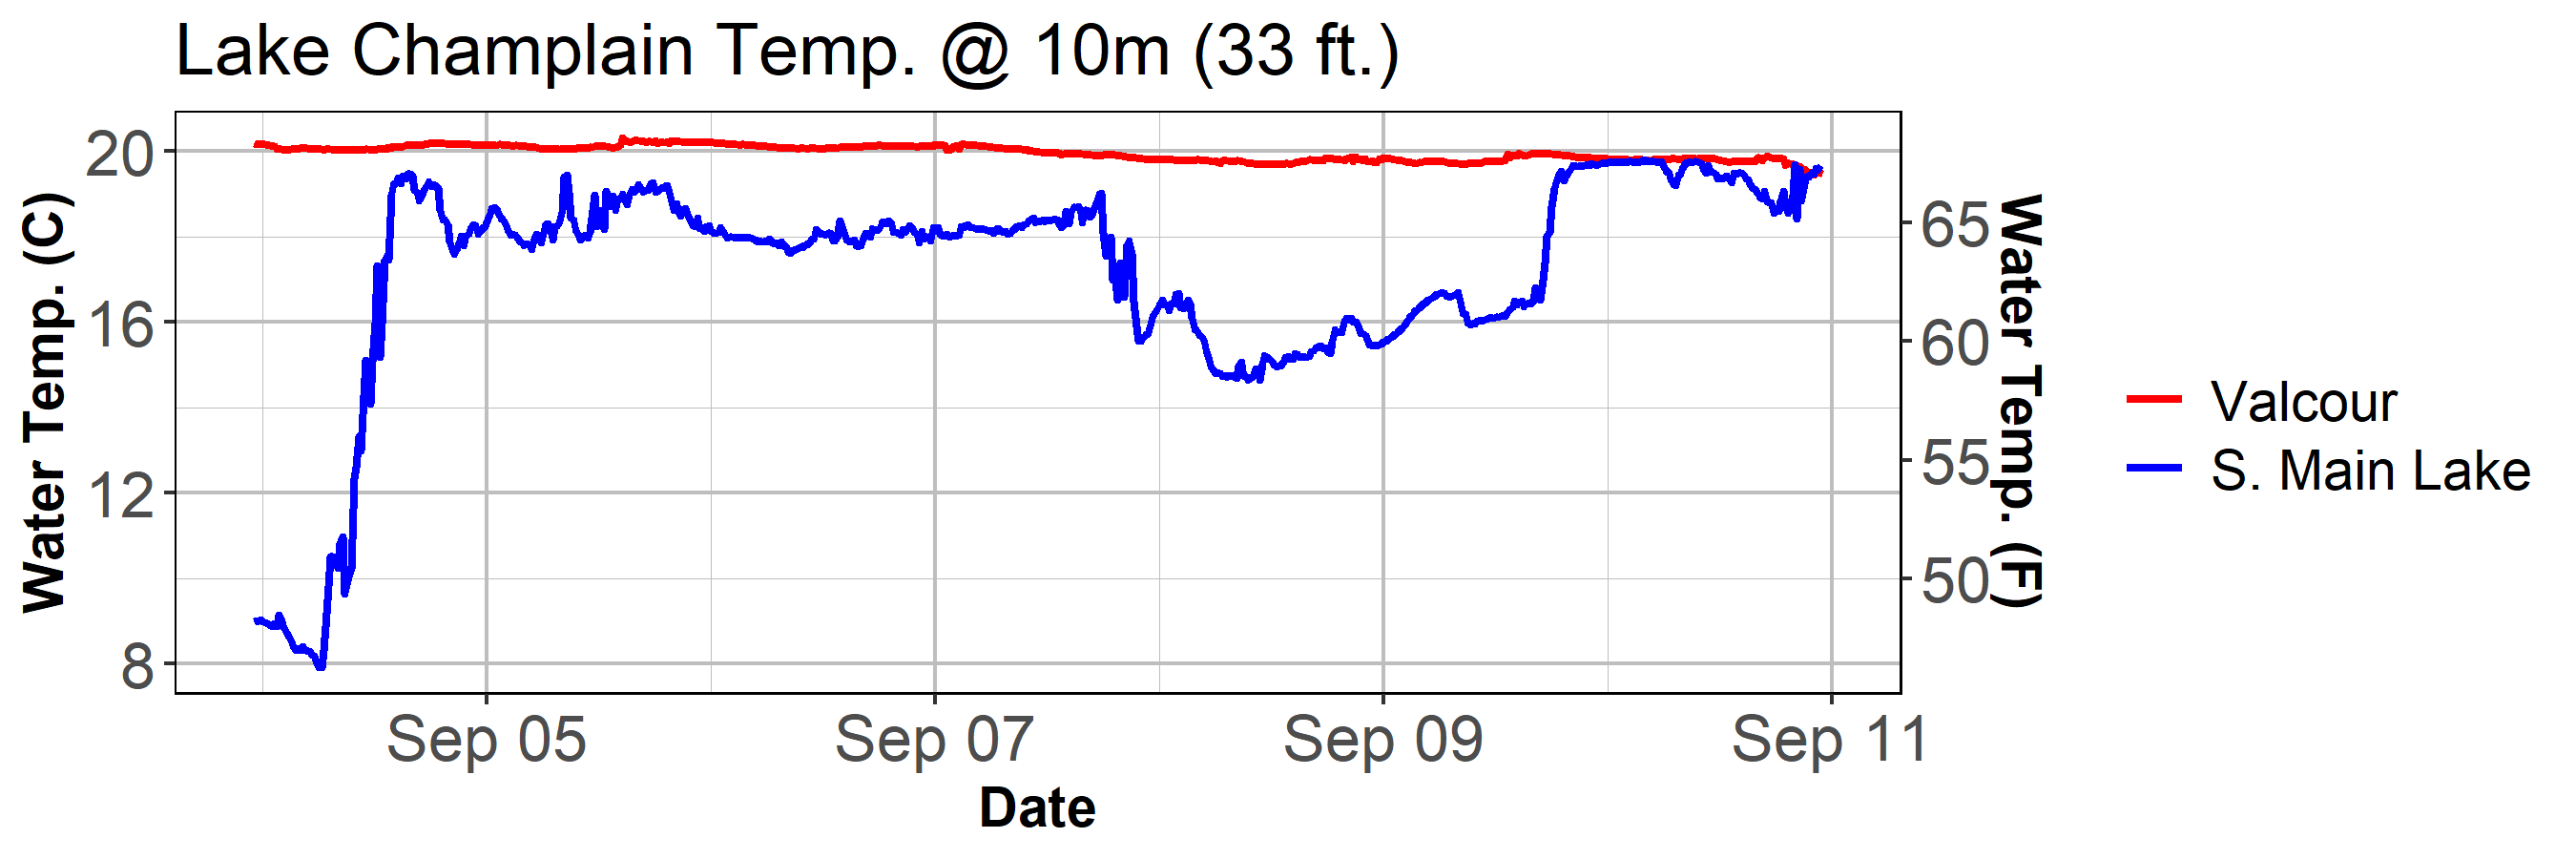 Lake Champlain Temp. @ 10m (33 ft.)
Water Temp. (C)
20
16
12
8
65
60
55
50
Water Temp. (F)
Sep 05
Sep 07
Sep 09
Sep 11
Date
Valcour
S. Main Lake